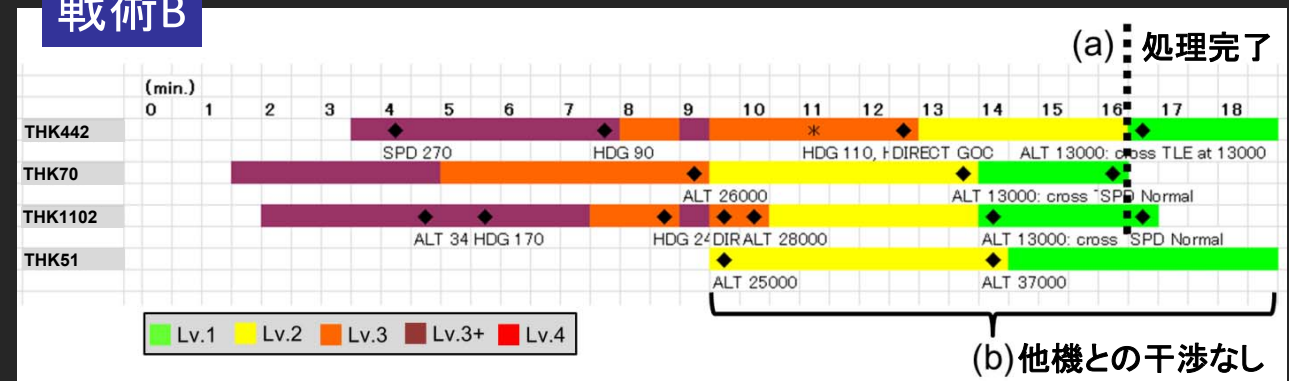 戦術B
(a) 処理完了
(min.)
0 1 2 3 4 5 6 7 8 9 10 11 12 13 14 15 16 17 18
THK442
SPD 270 HDG 90 HDG 110, DIRECT GOC ALT 13000: cross TLE at 13000
THK70
ALT 26000 ALT 13000: cross SPD Normal
THK1102
ALT 34 HDG 170 HDG 24 DIR ALT 28000 ALT 13000: cross SPD Normal
THK51
ALT 25000 ALT 37000
Lv.1 Lv.2 Lv.3 Lv.3+ Lv.4
(b)他機との干渉なし